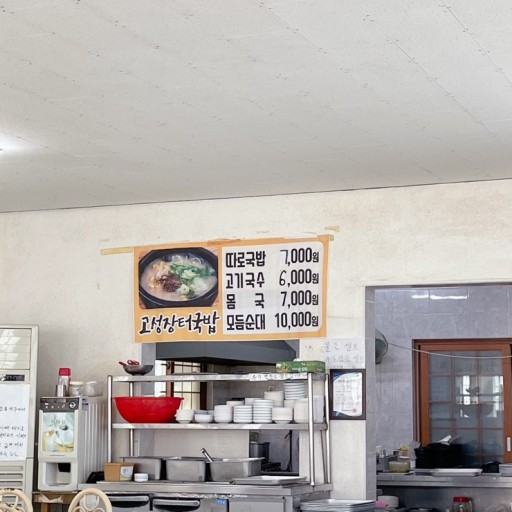 따로국밥 7,000원
고기국수 6,000원
몸 국 7,000원
모듬순대 10,000원
고성장터국밥